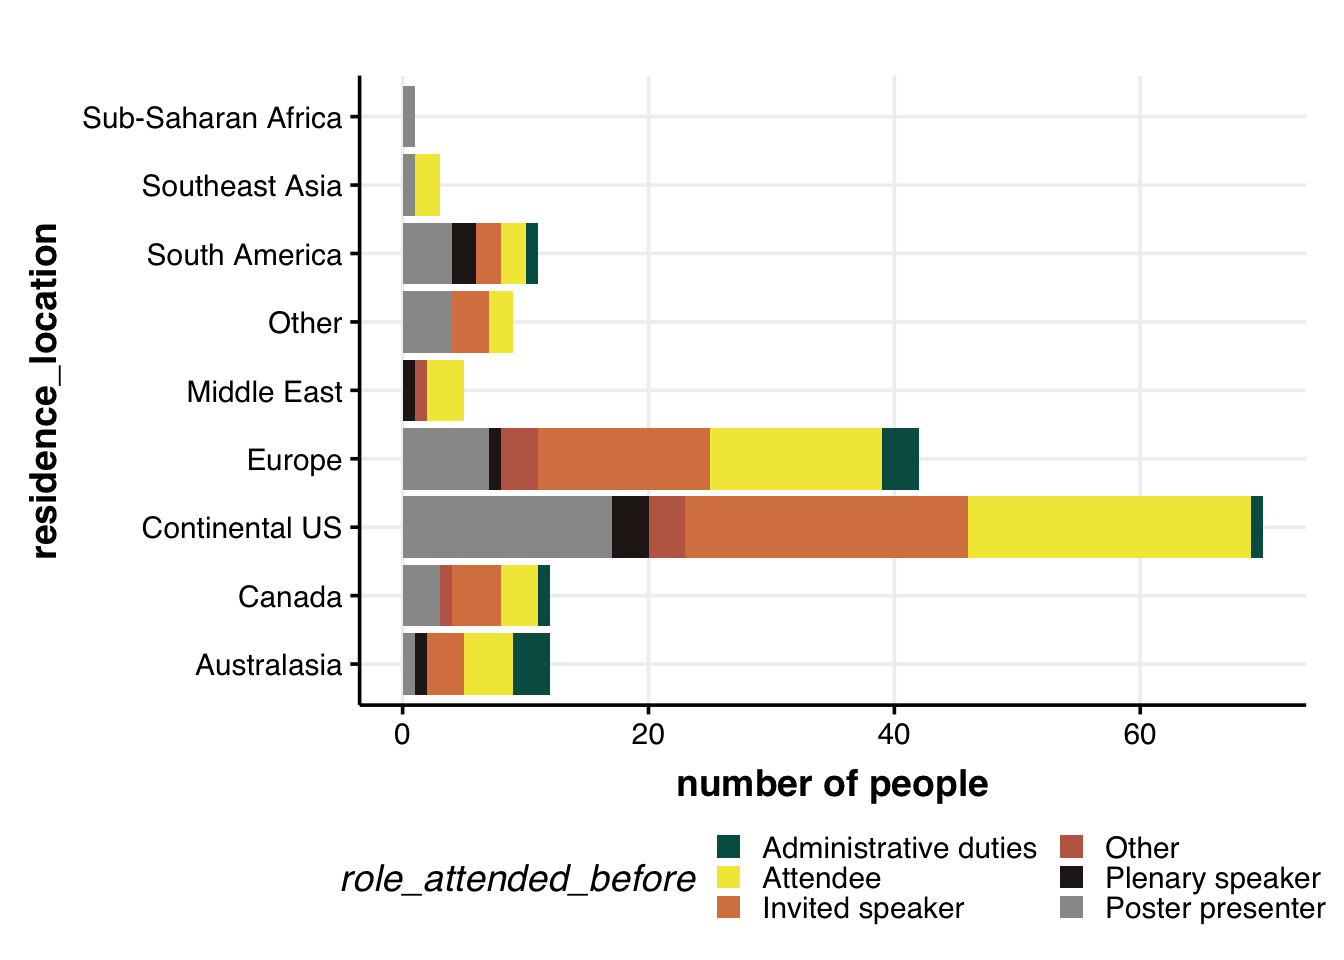 Sub-Saharan Africa
Southeast Asia
South America
Other
Middle East
Europe
Continental US
Canada
Australasia
residence_location
0 20 40 60
number of people
role_attended_before
Administrative duties
Attendee
Invited speaker
Other
Plenary speaker
Poster presenter